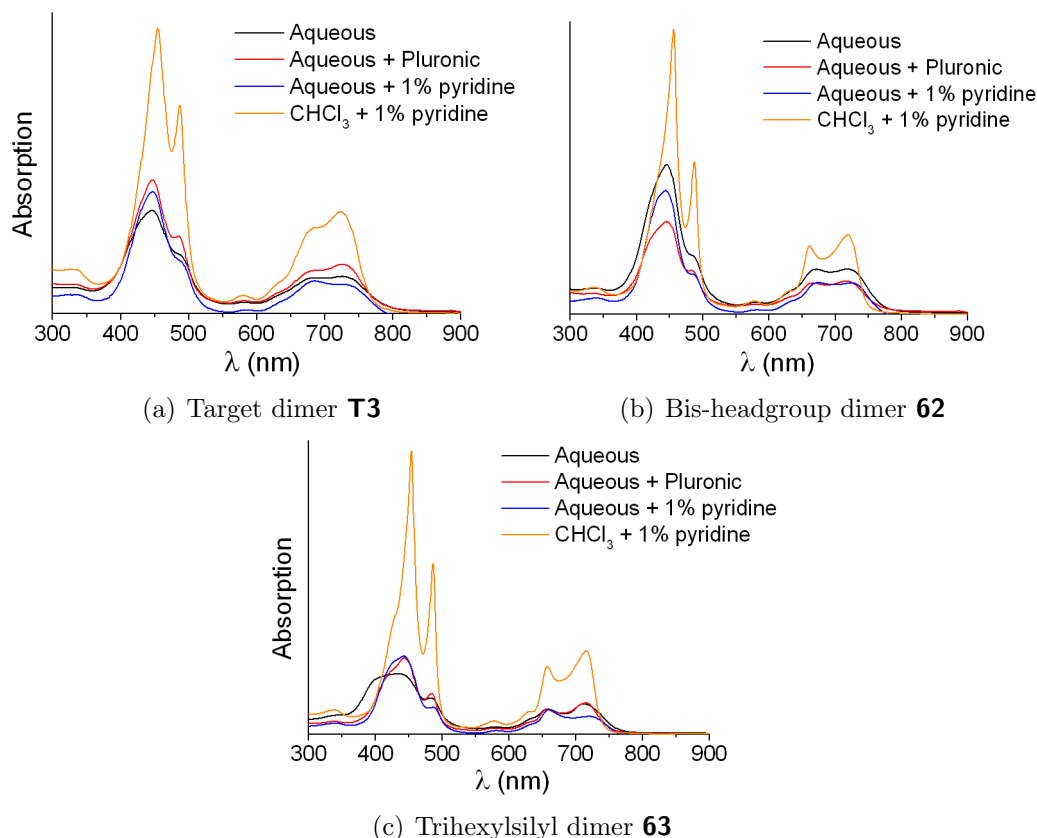 Absorption
Aqueous
Aqueous + Pluronic
Aqueous + 1% pyridine
CHCl3 + 1% pyridine
300 400 500 600 700 800 900
λ (nm)
(a) Target dimer T3
Aqueous
Aqueous + Pluronic
Aqueous + 1% pyridine
CHCl3 + 1% pyridine
300 400 500 600 700 800 900
λ (nm)
(b) Bis-headgroup dimer 62
Absorption
Aqueous
Aqueous + Pluronic
Aqueous + 1% pyridine
CHCl3 + 1% pyridine
300 400 500 600 700 800 900
λ (nm)
(c) Trihexylsilyl dimer 63